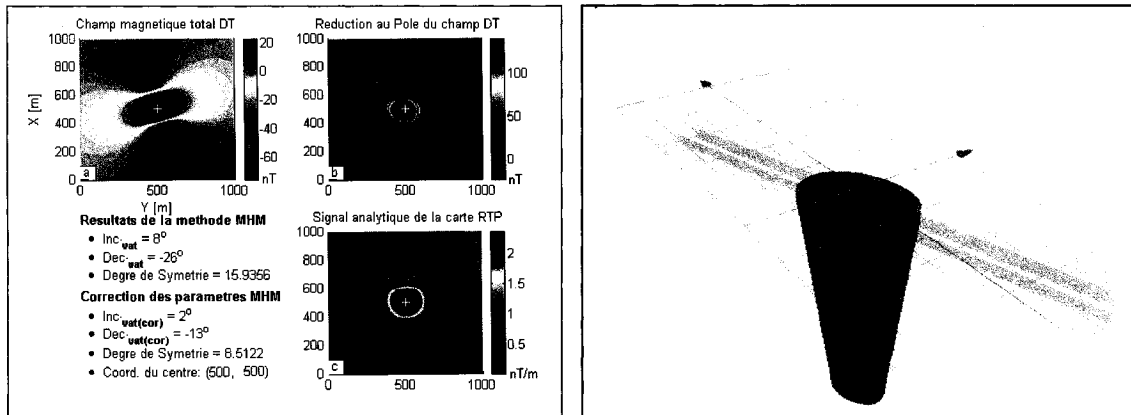 Champ magnetique total DT
1000
800
600
400
200
0
X [m]
0
500
1000
Y [m]
20
0
-20
-40
-60
nT
a
Reduction au Pole du champ DT
1000
800
600
400
200
0
0
500
1000
100
50
0
nT
b
Resultats de la methode MHM
• Inc.vat = 8°
• Dec.vat = -26°
• Degre de Symetrie = 15.9356
Correction des parametres MHM
• Inc.vat(cor) = 2°
• Dec.vat(cor) = -13°
• Degre de Symetrie = 8.5122
• Coord. du centre: (500, 500)
Signal analytique de la carte RTP
1000
800
600
400
200
0
0
500
1000
2
1.5
1
0.5
nT/m
c